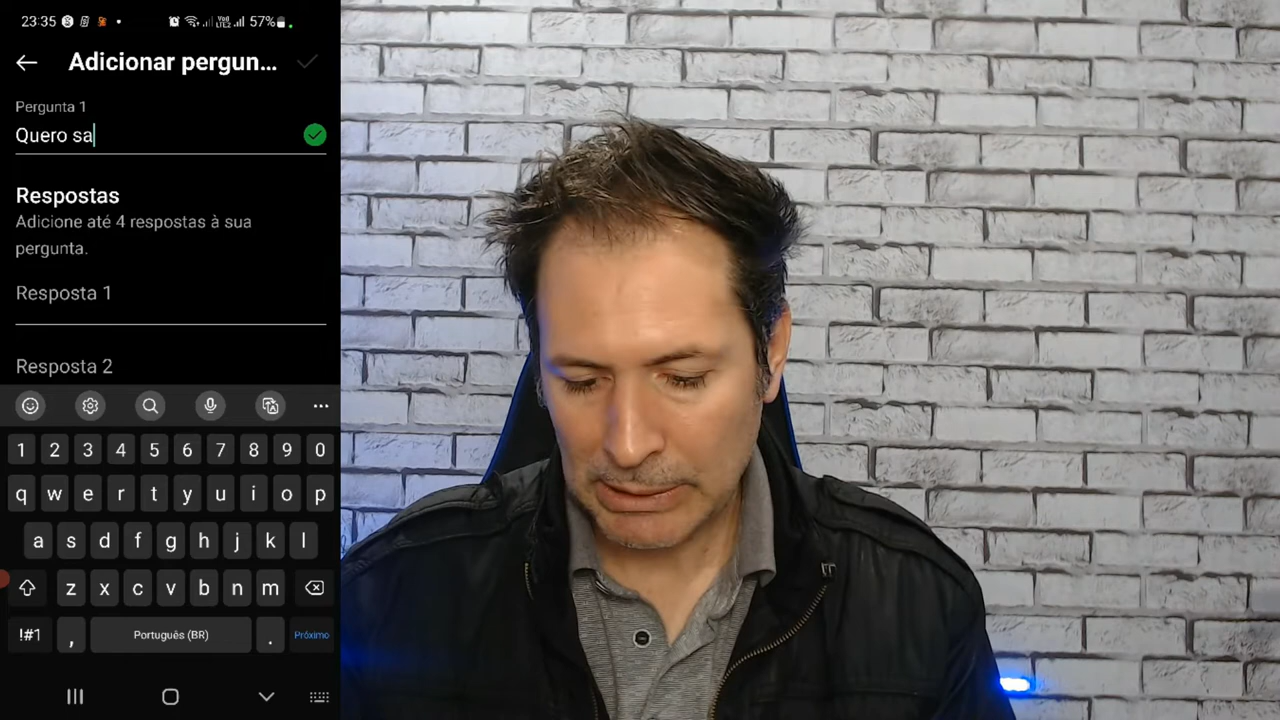 23:35 57%
Adicionar pergun...
Pergunta 1
Quero sa
Respostas
Adicione até 4 respostas à sua
pergunta.
Resposta 1
Resposta 2
1 2 3 4 5 6 7 8 9 0
q w e r t y u i o p
a s d f g h j k l
z x c v b n m
!#1 , Português (BR) . Próximo